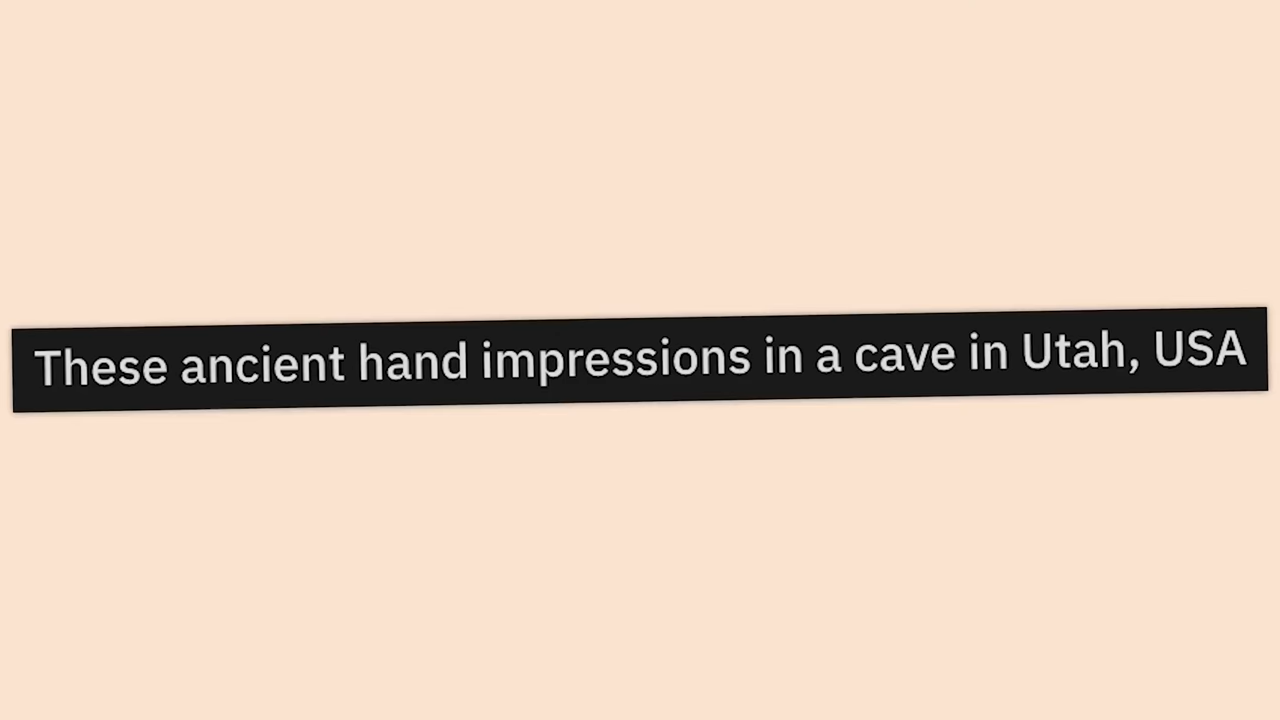 These ancient hand impressions in a cave in Utah, USA